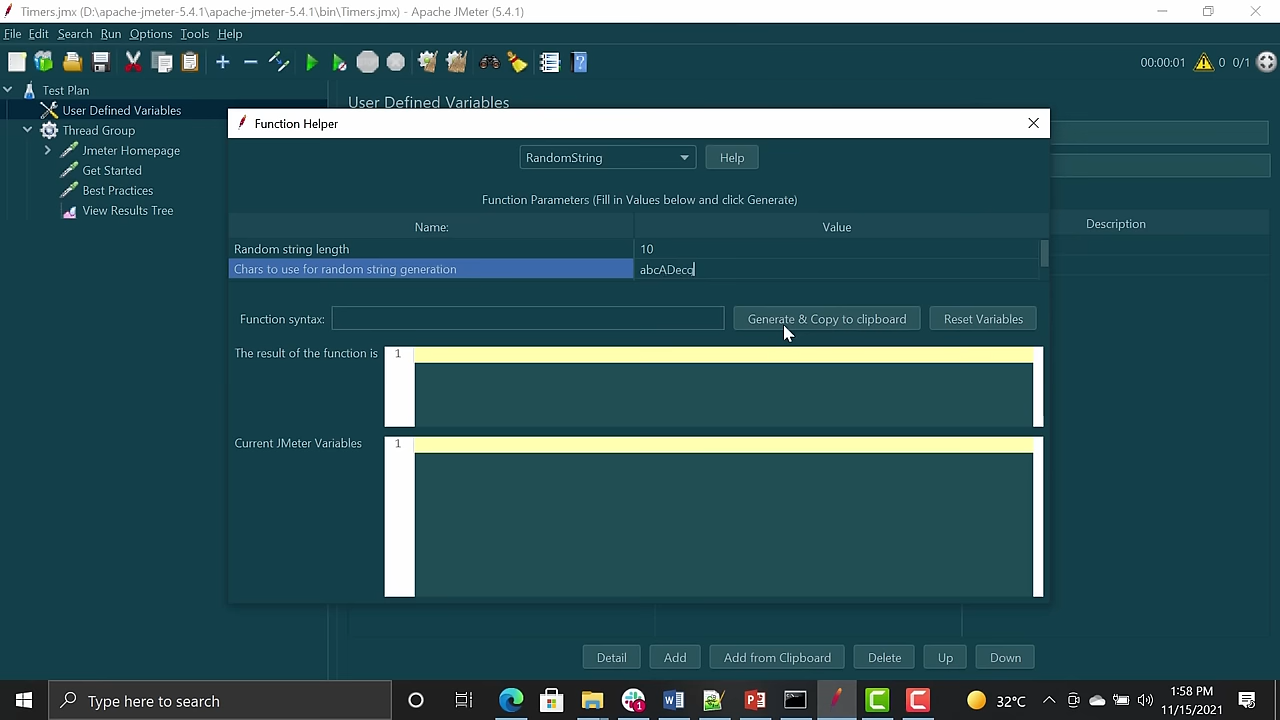 Timers.jmx (D:\apache-jmeter-5.4.1\apache-jmeter-5.4.1\bin\Timers.jmx) - Apache JMeter (5.4.1)
File Edit Search Run Options Tools Help
00:00:01 0 0/1
Test Plan
User Defined Variables
Thread Group
Jmeter Homepage
Get Started
Best Practices
View Results Tree
User Defined Variables
Function Helper
RandomString Help
Function Parameters (Fill in Values below and click Generate)
Name: Value
Random string length 10
Chars to use for random string generation abcADecq
Function syntax: Generate & Copy to clipboard Reset Variables
The result of the function is 1
Current JMeter Variables 1
Description
Detail Add Add from Clipboard Delete Up Down
Type here to search
1
32°C
1:58 PM
11/15/2021